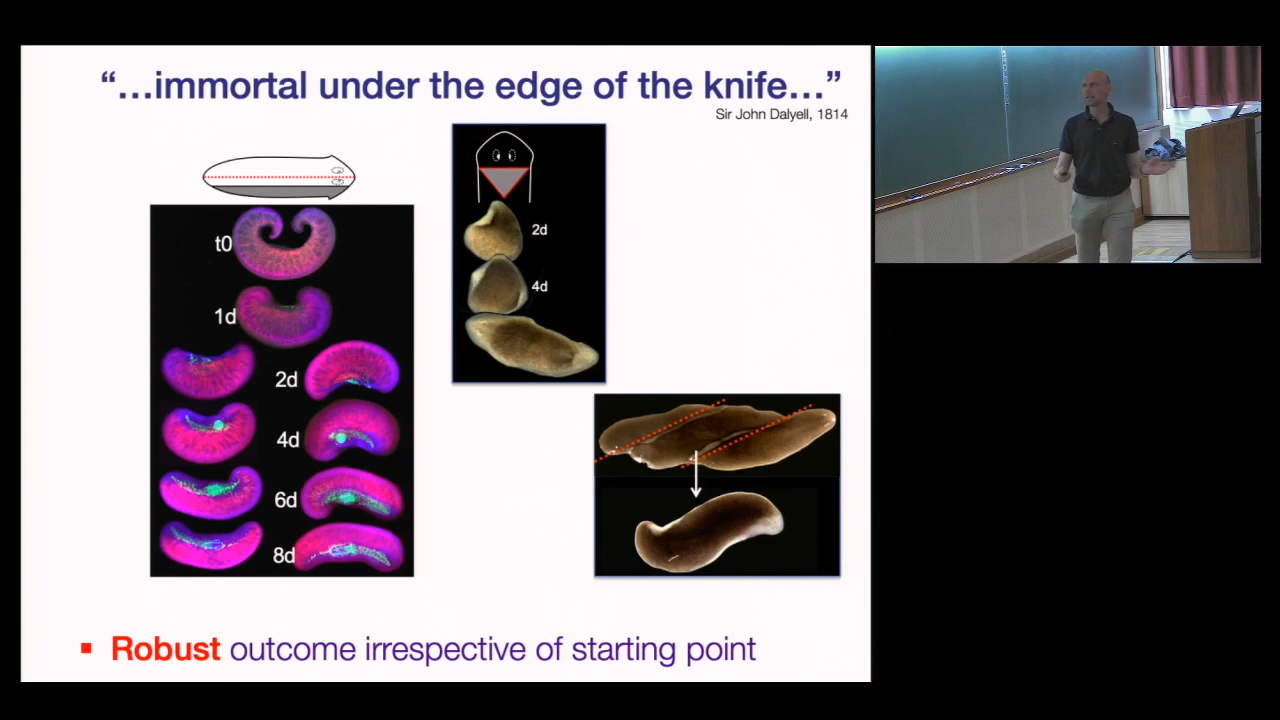 “…immortal under the edge of the knife…”
Sir John Dalyell, 1814
t0
1d
2d
4d
6d
8d
2d
4d
▪ Robust outcome irrespective of starting point